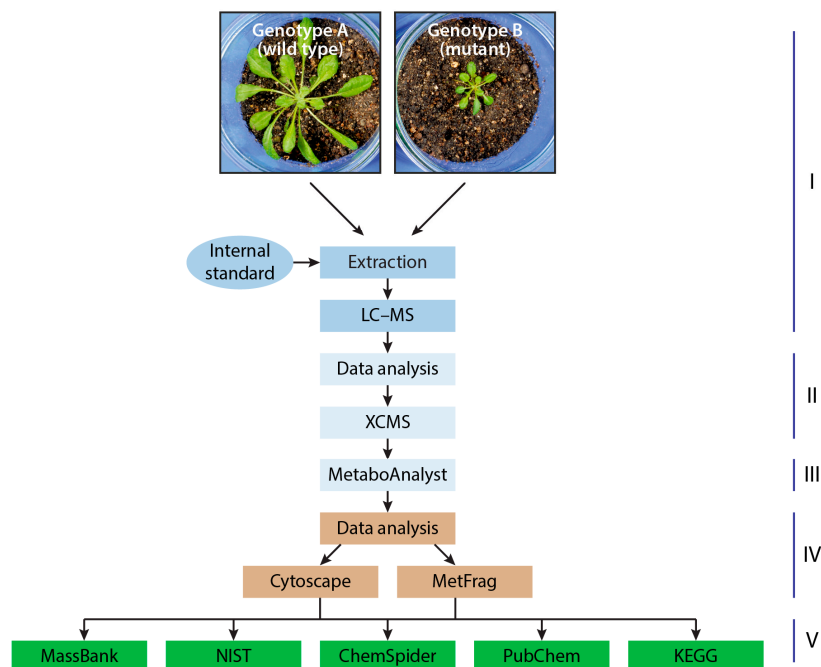 Genotype A
(wild type)
Genotype B
(mutant)
I
Internal
standard
Extraction
LC–MS
Data analysis
II
XCMS
MetaboAnalyst
III
Data analysis
IV
Cytoscape
MetFrag
V
MassBank
NIST
ChemSpider
PubChem
KEGG